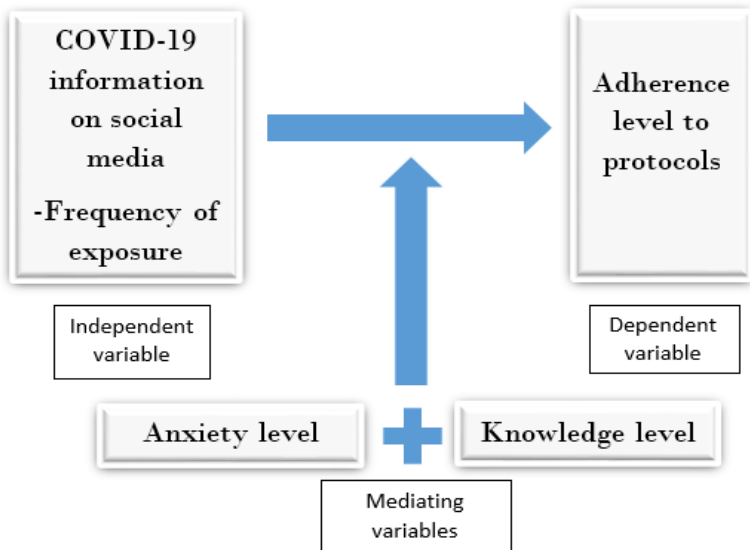 COVID-19
information
on social
media
-Frequency of
exposure
Adherence
level to
protocols
Independent
variable
Dependent
variable
Anxiety level
Knowledge level
Mediating
variables